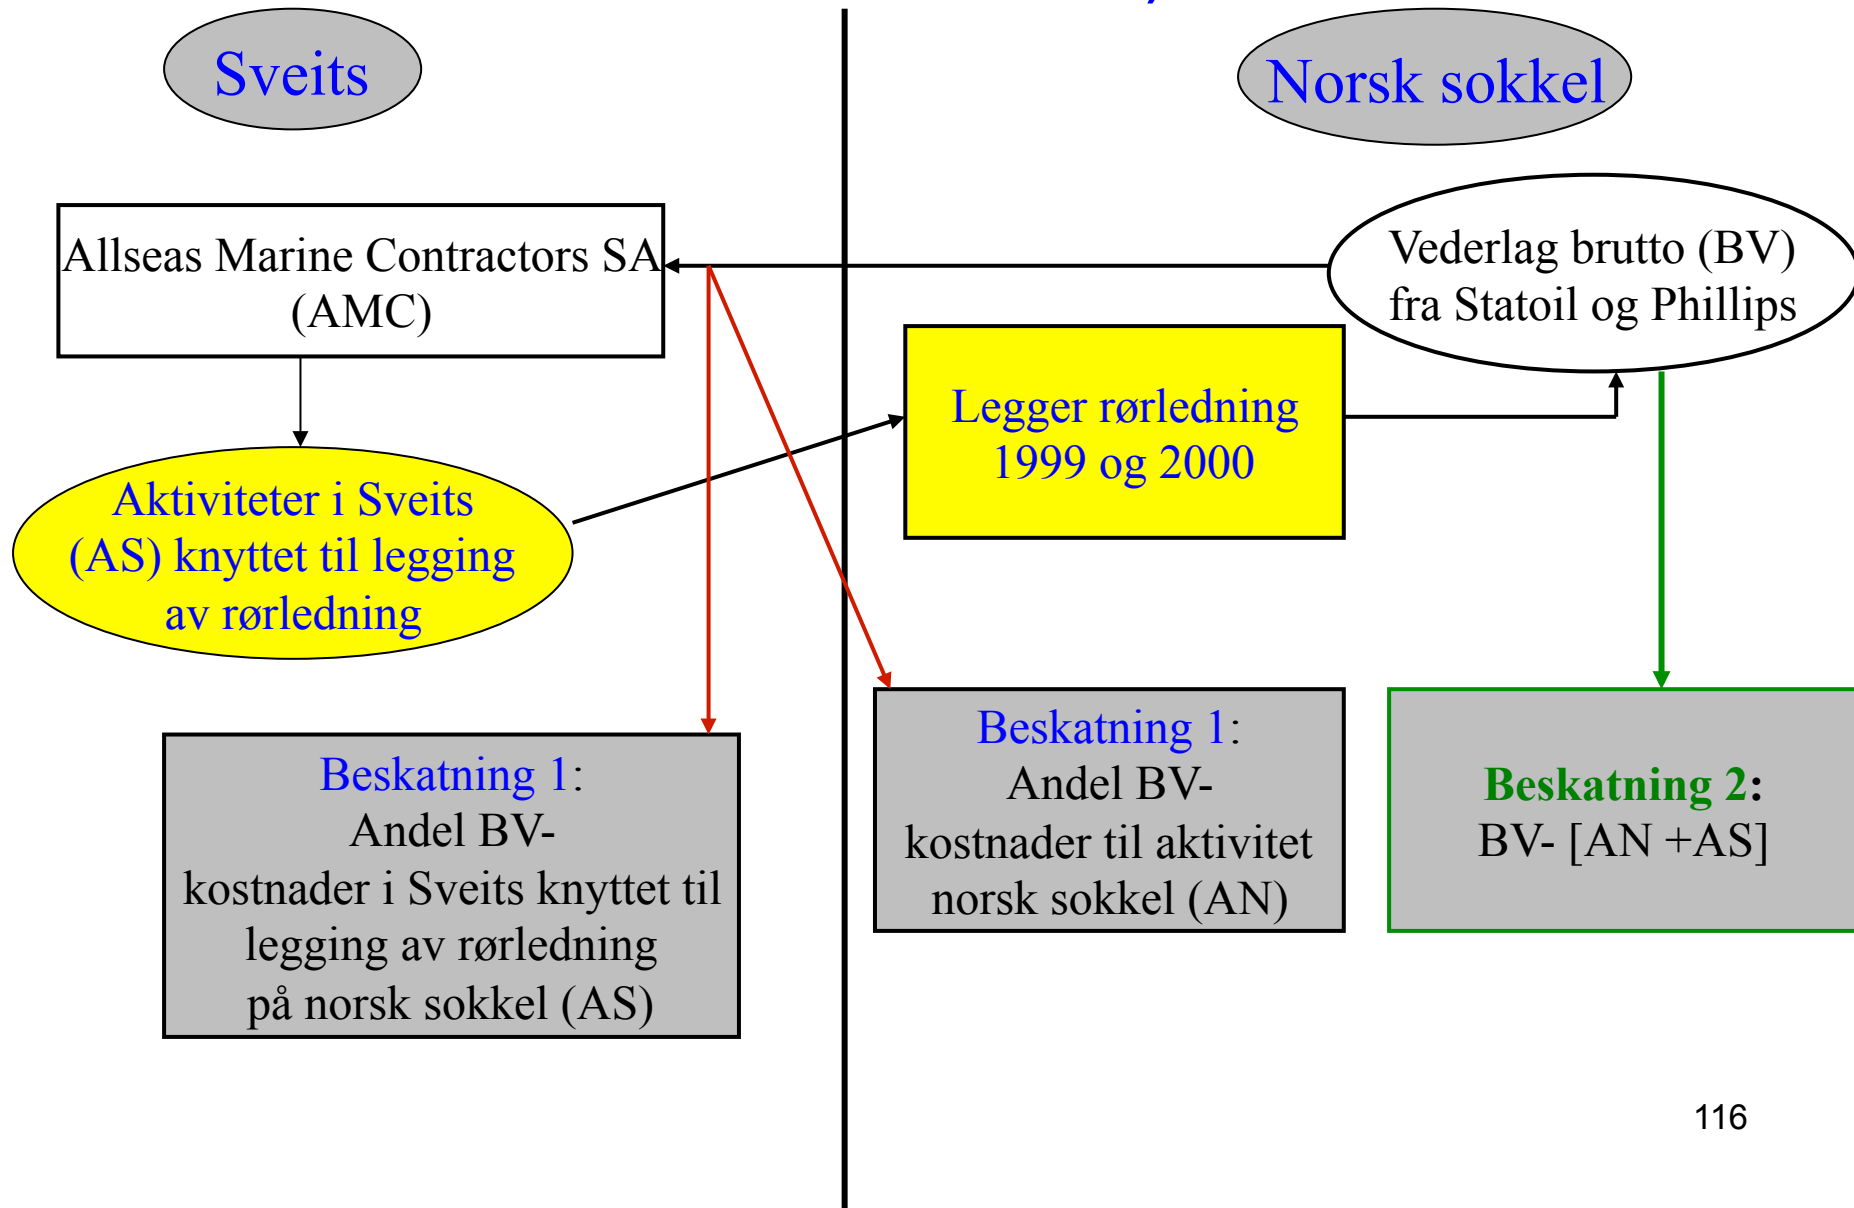 Sveits
Norsk sokkel
Allseas Marine Contractors SA
(AMC)
Vederlag brutto (BV)
fra Statoil og Phillips
Legger rørledning
1999 og 2000
Aktiviteter i Sveits
(AS) knyttet til legging
av rørledning
Beskatning 1:
Andel BV-
kostnader i Sveits knyttet til
legging av rørledning
på norsk sokkel (AS)
Beskatning 1:
Andel BV-
kostnader til aktivitet
norsk sokkel (AN)
Beskatning 2:
BV- [AN +AS]
116